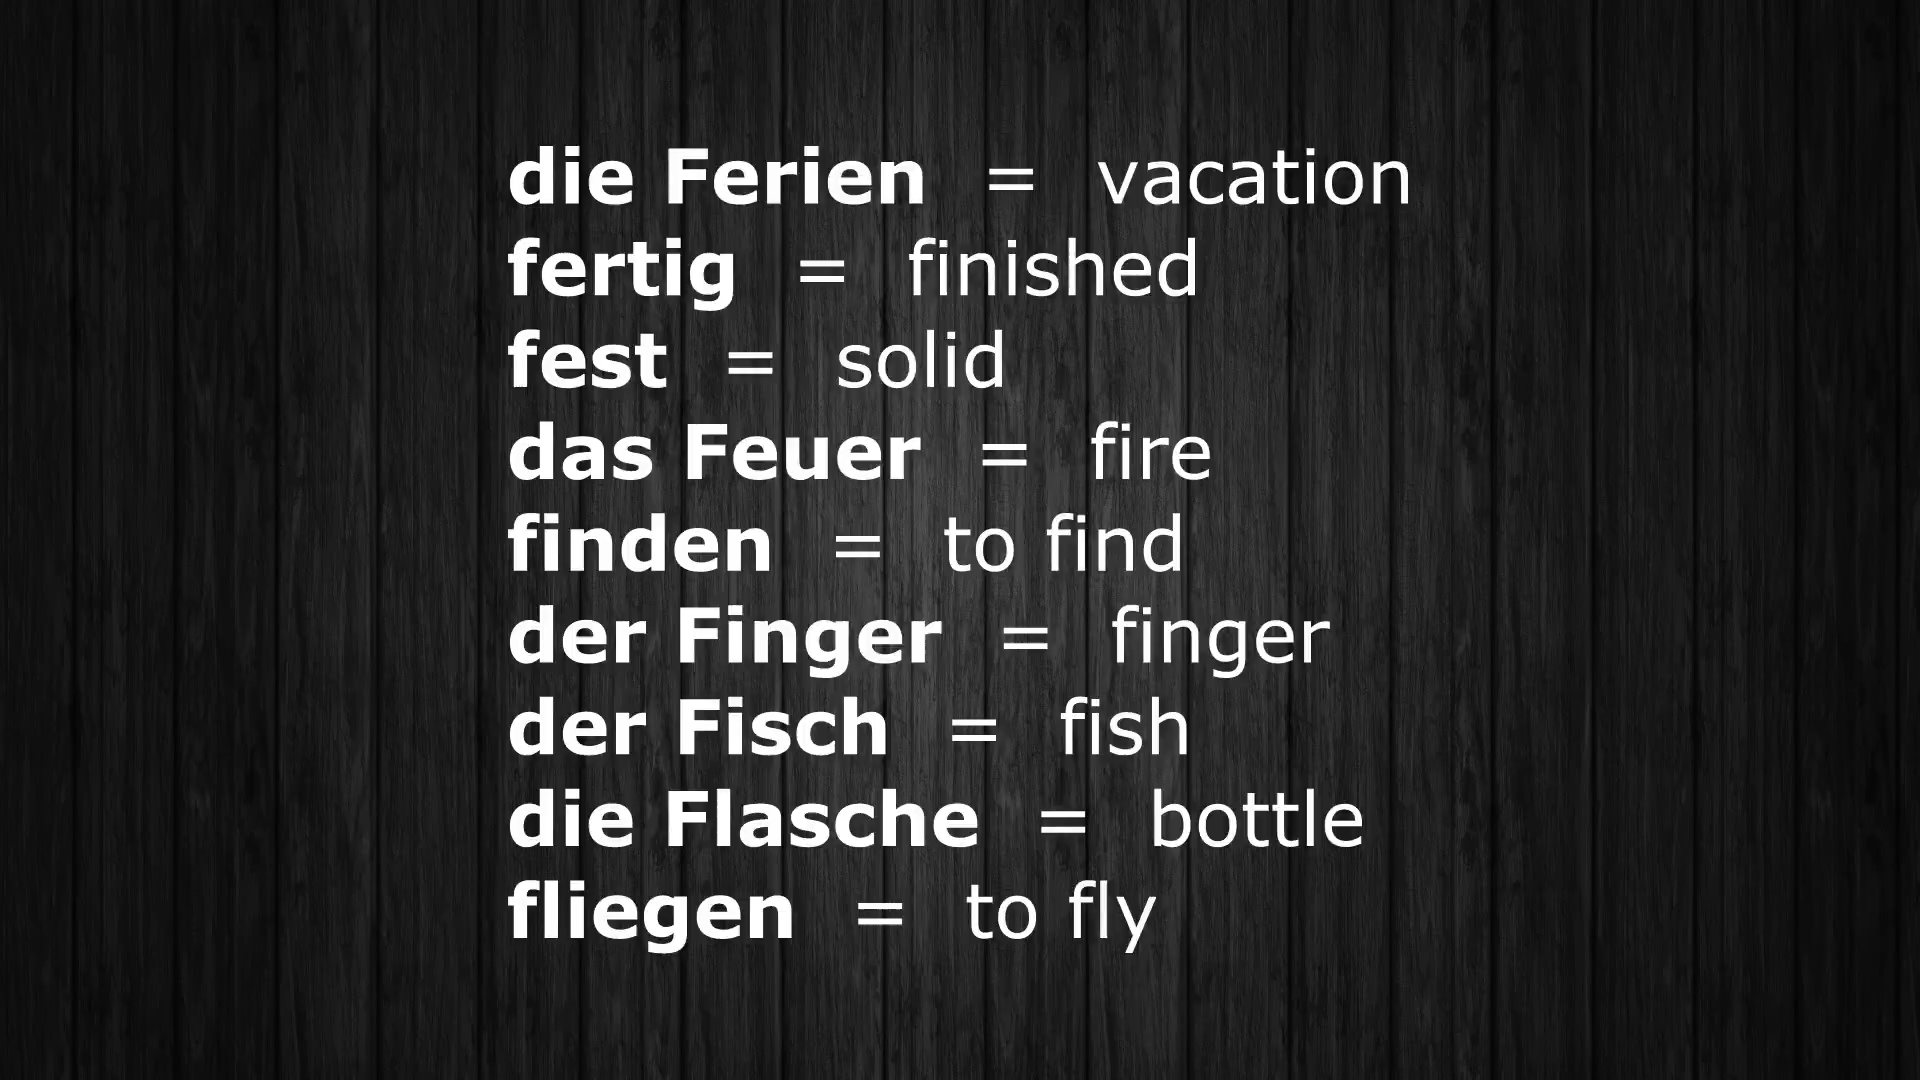 die Ferien = vacation
fertig = finished
fest = solid
das Feuer = fire
finden = to find
der Finger = finger
der Fisch = fish
die Flasche = bottle
fliegen = to fly